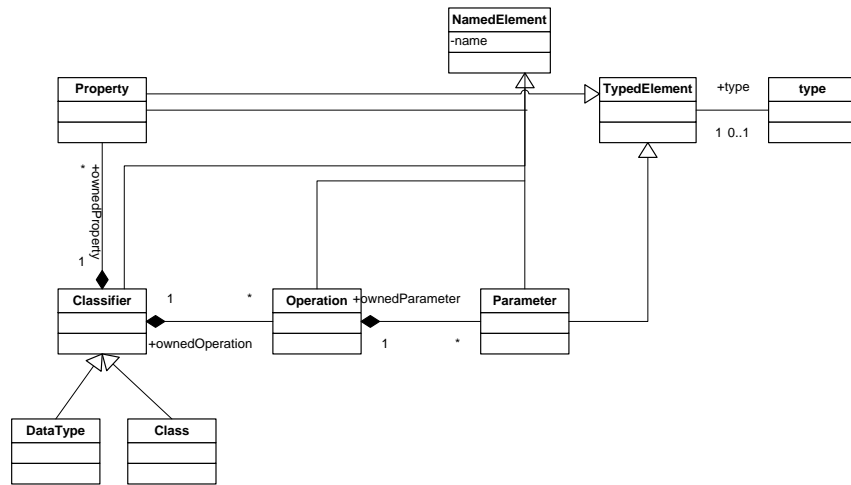 NamedElement
-name
Property
TypedElement
+type
type
1 0..1
*
+ownedProperty
1
Classifier
1
*
Operation
+ownedParameter
Parameter
+ownedOperation
1
*
DataType
Class